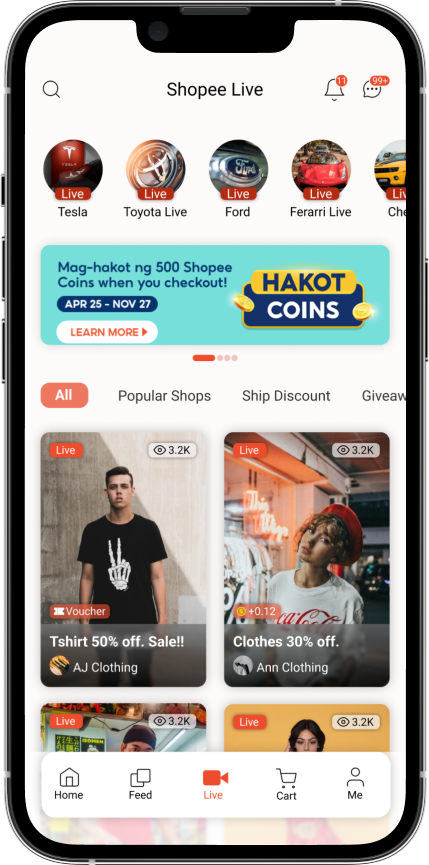 Shopee Live
11
99+
TESLA
Ford
Live
Live
Live
Live
Liv
Tesla
Toyota Live
Ford
Ferarri Live
Che
Mag-hakot ng 500 Shopee
Coins when you checkout!
APR 25 - NOV 27
LEARN MORE
HAKOT
COINS
All
Popular Shops
Ship Discount
Giveaw
Live
3.2K
Voucher
Tshirt 50% off. Sale!!
AJ Clothing
Live
3.2K
+0.12
Clothes 30% off.
Ann Clothing
Live
3.2K
Live
3.2K
Home
Feed
Live
Cart
Me